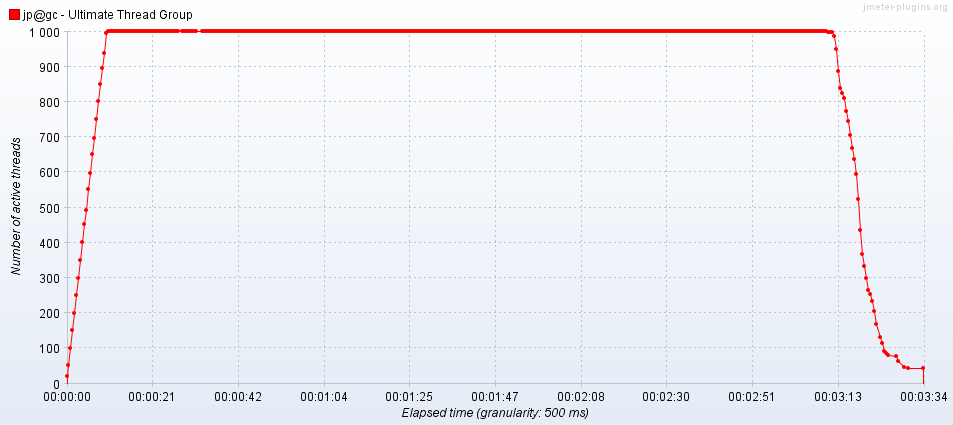 jp@gc - Ultimate Thread Group
jmeter-plugins.org
1 000
900
800
700
600
500
400
300
200
100
0
Number of active threads
00:00:00 00:00:21 00:00:42 00:01:04 00:01:25 00:01:47 00:02:08 00:02:30 00:02:51 00:03:13 00:03:34
Elapsed time (granularity: 500 ms)